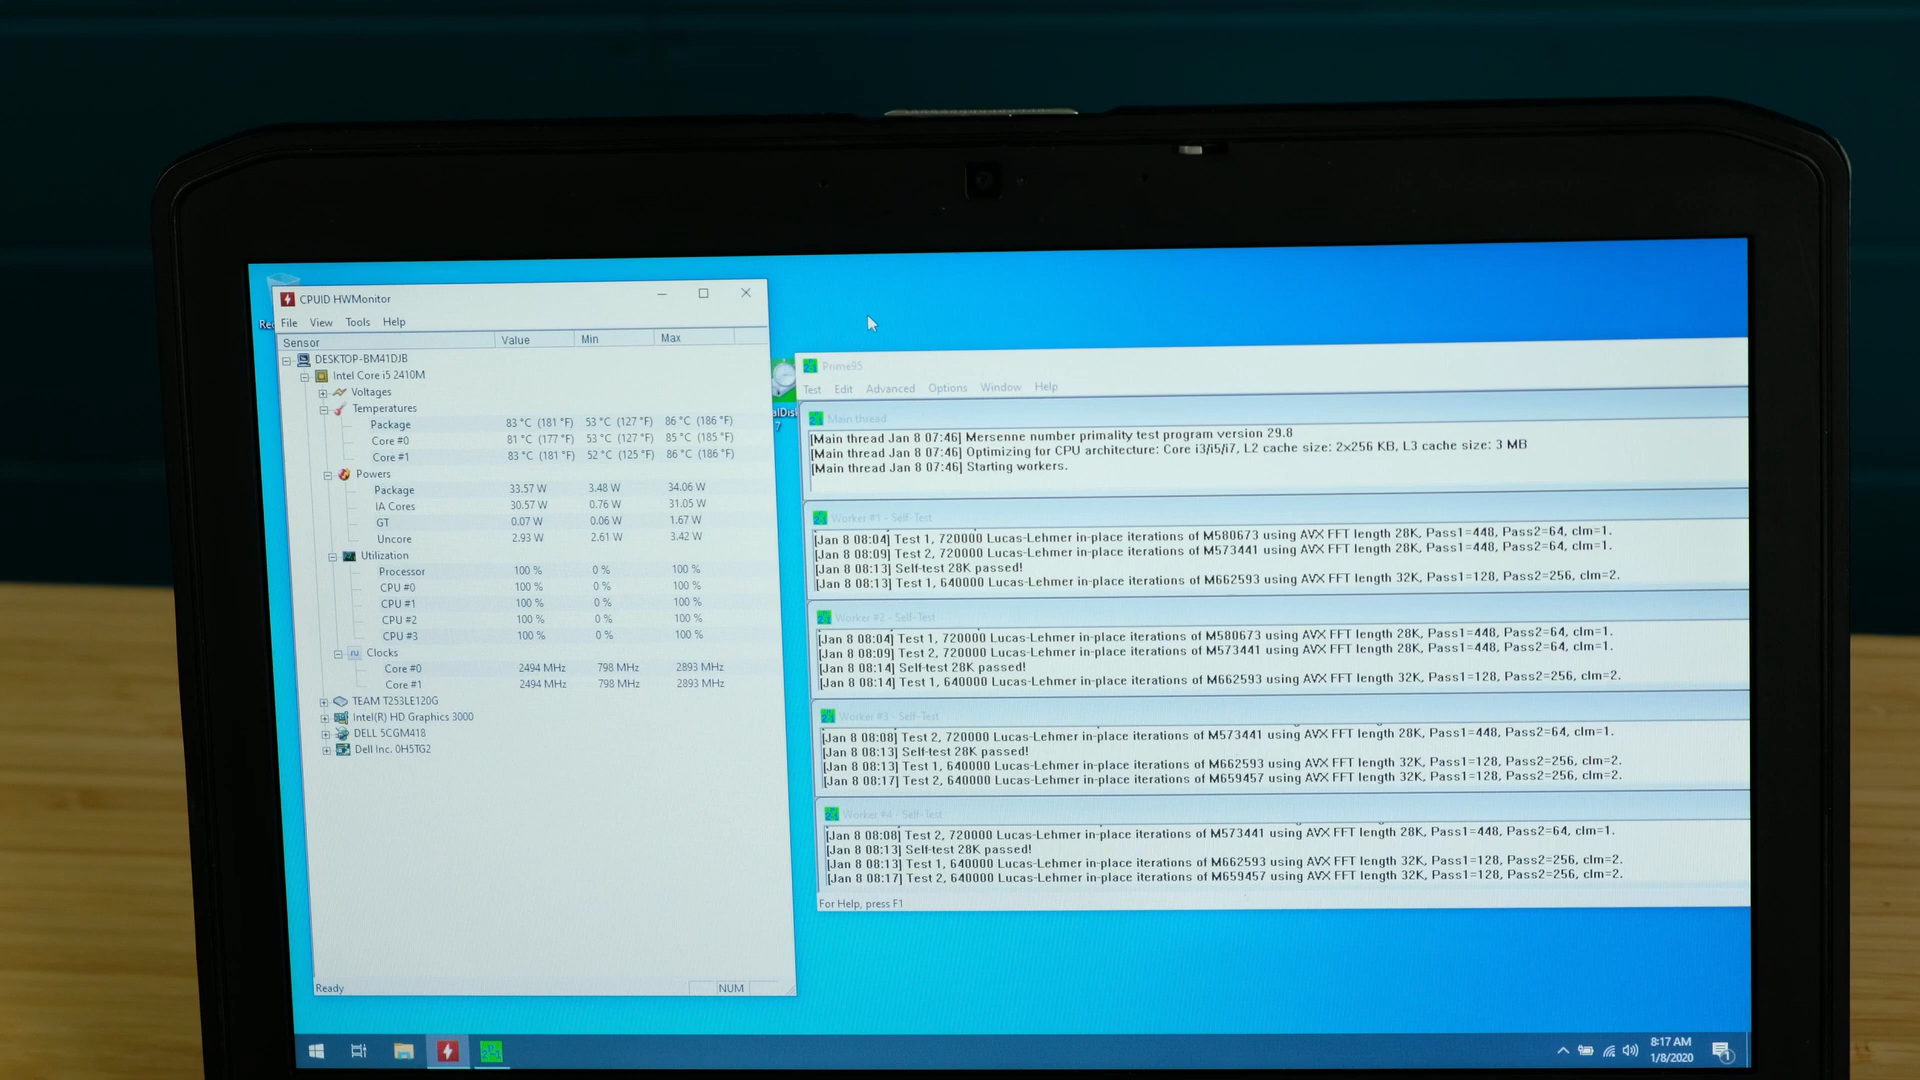 Rec
CPUID HWMonitor
File View Tools Help
Sensor Value Min Max
DESKTOP-BM41DJB
Intel Core i5 2410M
Voltages
Temperatures
Package 83 °C (181 °F) 53 °C (127 °F) 86 °C (186 °F)
Core #0 81 °C (177 °F) 53 °C (127 °F) 85 °C (185 °F)
Core #1 83 °C (181 °F) 52 °C (125 °F) 86 °C (186 °F)
Powers
Package 33.57 W 3.48 W 34.06 W
IA Cores 30.57 W 0.76 W 31.05 W
GT 0.07 W 0.06 W 1.67 W
Uncore 2.93 W 2.61 W 3.42 W
Utilization
Processor 100 % 0 % 100 %
CPU #0 100 % 0 % 100 %
CPU #1 100 % 0 % 100 %
CPU #2 100 % 0 % 100 %
CPU #3 100 % 0 % 100 %
Clocks
Core #0 2494 MHz 798 MHz 2893 MHz
Core #1 2494 MHz 798 MHz 2893 MHz
TEAM T253LE120G
Intel(R) HD Graphics 3000
DELL 5CGM418
Dell Inc. 0H5TG2
Ready NUM
alDis
7
Prime95
Test Edit Advanced Options Window Help
Main thread
[Main thread Jan 8 07:46] Mersenne number primality test program version 29.8
[Main thread Jan 8 07:46] Optimizing for CPU architecture: Core i3/i5/i7, L2 cache size: 2x256 KB, L3 cache size: 3 MB
[Main thread Jan 8 07:46] Starting workers.
Worker #1 - Self-Test
[Jan 8 08:04] Test 1, 720000 Lucas-Lehmer in-place iterations of M580673 using AVX FFT length 28K, Pass1=448, Pass2=64, clm=1.
[Jan 8 08:09] Test 2, 720000 Lucas-Lehmer in-place iterations of M573441 using AVX FFT length 28K, Pass1=448, Pass2=64, clm=1.
[Jan 8 08:13] Self-test 28K passed!
[Jan 8 08:13] Test 1, 640000 Lucas-Lehmer in-place iterations of M662593 using AVX FFT length 32K, Pass1=128, Pass2=256, clm=2.
Worker #2 - Self-Test
[Jan 8 08:04] Test 1, 720000 Lucas-Lehmer in-place iterations of M580673 using AVX FFT length 28K, Pass1=448, Pass2=64, clm=1.
[Jan 8 08:09] Test 2, 720000 Lucas-Lehmer in-place iterations of M573441 using AVX FFT length 28K, Pass1=448, Pass2=64, clm=1.
[Jan 8 08:14] Self-test 28K passed!
[Jan 8 08:14] Test 1, 640000 Lucas-Lehmer in-place iterations of M662593 using AVX FFT length 32K, Pass1=128, Pass2=256, clm=2.
Worker #3 - Self-Test
[Jan 8 08:08] Test 2, 720000 Lucas-Lehmer in-place iterations of M573441 using AVX FFT length 28K, Pass1=448, Pass2=64, clm=1.
[Jan 8 08:13] Self-test 28K passed!
[Jan 8 08:13] Test 1, 640000 Lucas-Lehmer in-place iterations of M662593 using AVX FFT length 32K, Pass1=128, Pass2=256, clm=2.
[Jan 8 08:17] Test 2, 640000 Lucas-Lehmer in-place iterations of M659457 using AVX FFT length 32K, Pass1=128, Pass2=256, clm=2.
Worker #4 - Self-Test
[Jan 8 08:08] Test 2, 720000 Lucas-Lehmer in-place iterations of M573441 using AVX FFT length 28K, Pass1=448, Pass2=64, clm=1.
[Jan 8 08:13] Self-test 28K passed!
[Jan 8 08:13] Test 1, 640000 Lucas-Lehmer in-place iterations of M662593 using AVX FFT length 32K, Pass1=128, Pass2=256, clm=2.
[Jan 8 08:17] Test 2, 640000 Lucas-Lehmer in-place iterations of M659457 using AVX FFT length 32K, Pass1=128, Pass2=256, clm=2.
For Help, press F1
8:17 AM
1/8/2020
1